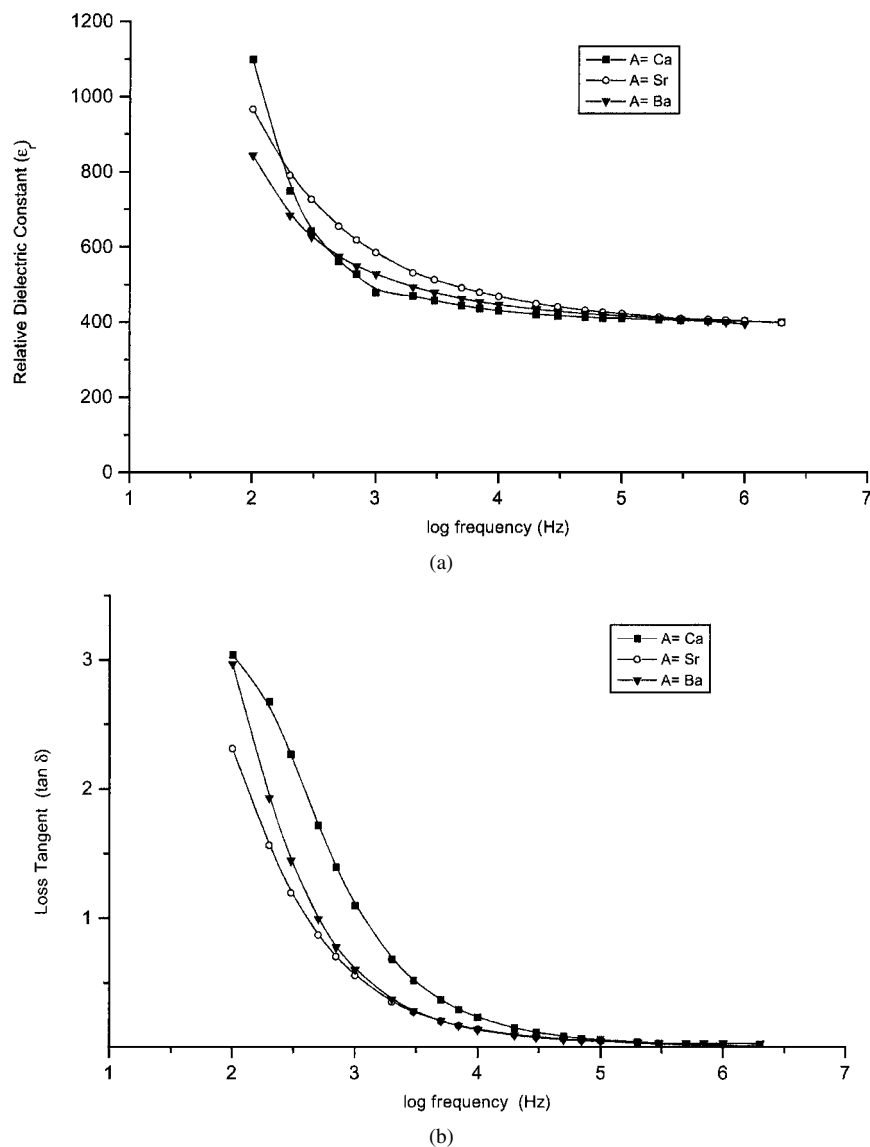 1200
1000
800
600
400
200
0
Relative Dielectric Constant (εr)
A= Ca
A= Sr
A= Ba
1 2 3 4 5 6 7
log frequency (Hz)
(a)
3
2
1
Loss Tangent (tan δ)
A= Ca
A= Sr
A= Ba
1 2 3 4 5 6 7
log frequency (Hz)
(b)